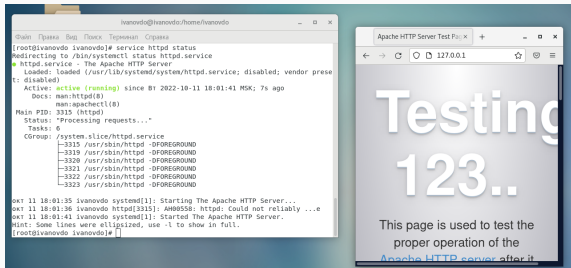 ivanovdo@ivanovdo:/home/ivanovdo
Файл Правка Вид Поиск Терминал Справка
[root@ivanovdo ivanovdo]# service httpd status
Redirecting to /bin/systemctl status httpd.service
● httpd.service - The Apache HTTP Server
Loaded: loaded (/usr/lib/systemd/system/httpd.service; disabled; vendor prese
t: disabled)
Active: active (running) since Вт 2022-10-11 18:01:41 MSK; 7s ago
Docs: man:httpd(8)
man:apachectl(8)
Main PID: 3315 (httpd)
Status: "Processing requests..."
Tasks: 6
CGroup: /system.slice/httpd.service
├─3315 /usr/sbin/httpd -DFOREGROUND
├─3319 /usr/sbin/httpd -DFOREGROUND
├─3320 /usr/sbin/httpd -DFOREGROUND
├─3321 /usr/sbin/httpd -DFOREGROUND
├─3322 /usr/sbin/httpd -DFOREGROUND
└─3323 /usr/sbin/httpd -DFOREGROUND
окт 11 18:01:35 ivanovdo systemd[1]: Starting The Apache HTTP Server...
окт 11 18:01:36 ivanovdo httpd[3315]: AH00558: httpd: Could not reliably ...e
окт 11 18:01:41 ivanovdo systemd[1]: Started The Apache HTTP Server.
Hint: Some lines were ellipsized, use -l to show in full.
[root@ivanovdo ivanovdo]#
Apache HTTP Server Test Pag
127.0.0.1
Testing
123..
This page is used to test the
proper operation of the
Apache HTTP server after it